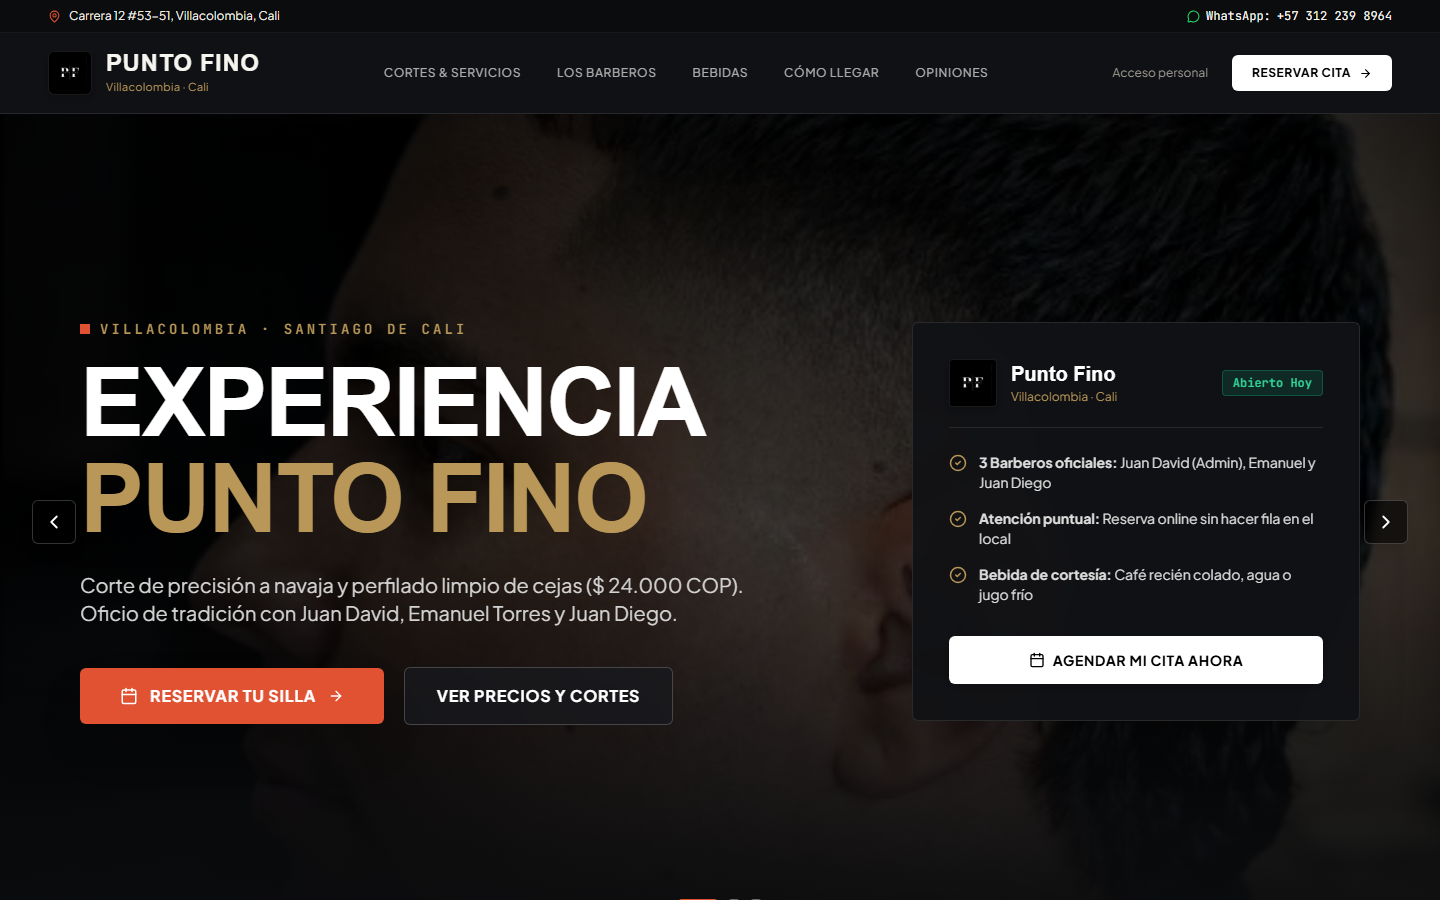 Carrera 12 #53-51, Villacolombia, Cali
WhatsApp: +57 312 239 8964
PF
PUNTO FINO
Villacolombia · Cali
CORTES & SERVICIOS
LOS BARBEROS
BEBIDAS
CÓMO LLEGAR
OPINIONES
Acceso personal
RESERVAR CITA
VILLACOLOMBIA · SANTIAGO DE CALI
EXPERIENCIA
PUNTO FINO
Corte de precisión a navaja y perfilado limpio de cejas ($ 24.000 COP).
Oficio de tradición con Juan David, Emanuel Torres y Juan Diego.
RESERVAR TU SILLA
VER PRECIOS Y CORTES
PF
Punto Fino
Villacolombia · Cali
Abierto Hoy
3 Barberos oficiales: Juan David (Admin), Emanuel y
Juan Diego
Atención puntual: Reserva online sin hacer fila en el
local
Bebida de cortesía: Café recién colado, agua o
jugo frío
AGENDAR MI CITA AHORA